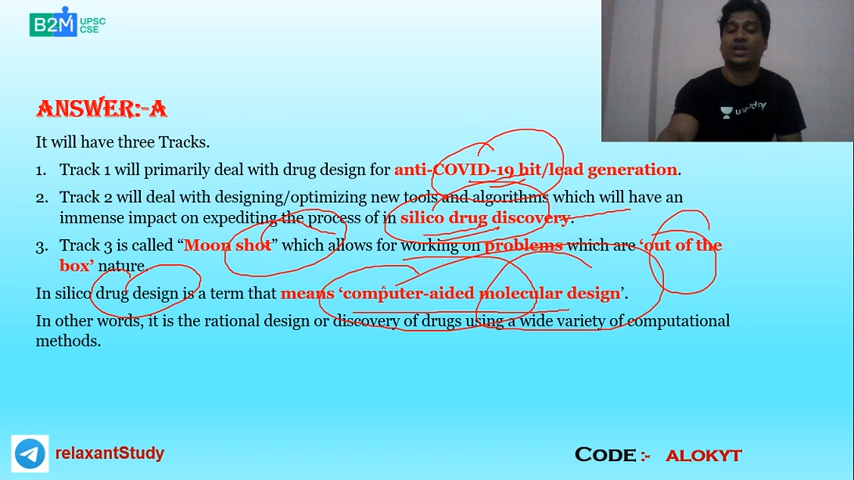 B2M UPSC
CSE
ANSWER:-A
It will have three Tracks.
1. Track 1 will primarily deal with drug design for anti-COVID-19 hit/lead generation.
2. Track 2 will deal with designing/optimizing new tools and algorithms which will have an
immense impact on expediting the process of in silico drug discovery.
3. Track 3 is called “Moon shot” which allows for working on problems which are ‘out of the
box’ nature.
In silico drug design is a term that means ‘computer-aided molecular design’.
In other words, it is the rational design or discovery of drugs using a wide variety of computational
methods.
relaxantStudy
CODE :- ALOKYT